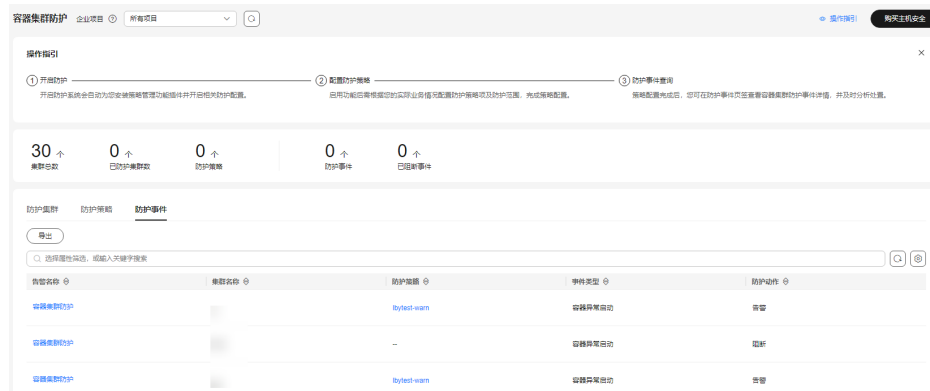 容器集群防护 企业项目 所有项目 操作指引 购买主机安全
操作指引
1 开启防护 2 配置防护策略 3 防护事件查询
开启防护系统会自动为您安装策略管理功能插件并开启相关防护配置。 启用功能后需根据您的实际业务情况配置防护策略项及防护范围，完成策略配置。 策略配置完成后，您可在防护事件页签查看容器集群防护事件详情，并及时分析处置。
30 个 0 个 0 个 0 个 0 个
集群总数 已防护集群数 防护策略 防护事件 已阻断事件
防护集群 防护策略 防护事件
导出
选择属性筛选，或输入关键字搜索
告警名称 集群名称 防护策略 事件类型 防护动作
容器集群防护 lbytest-warn 容器异常启动 告警
容器集群防护 -- 容器异常启动 阻断
容器集群防护 lbytest-warn 容器异常启动 告警